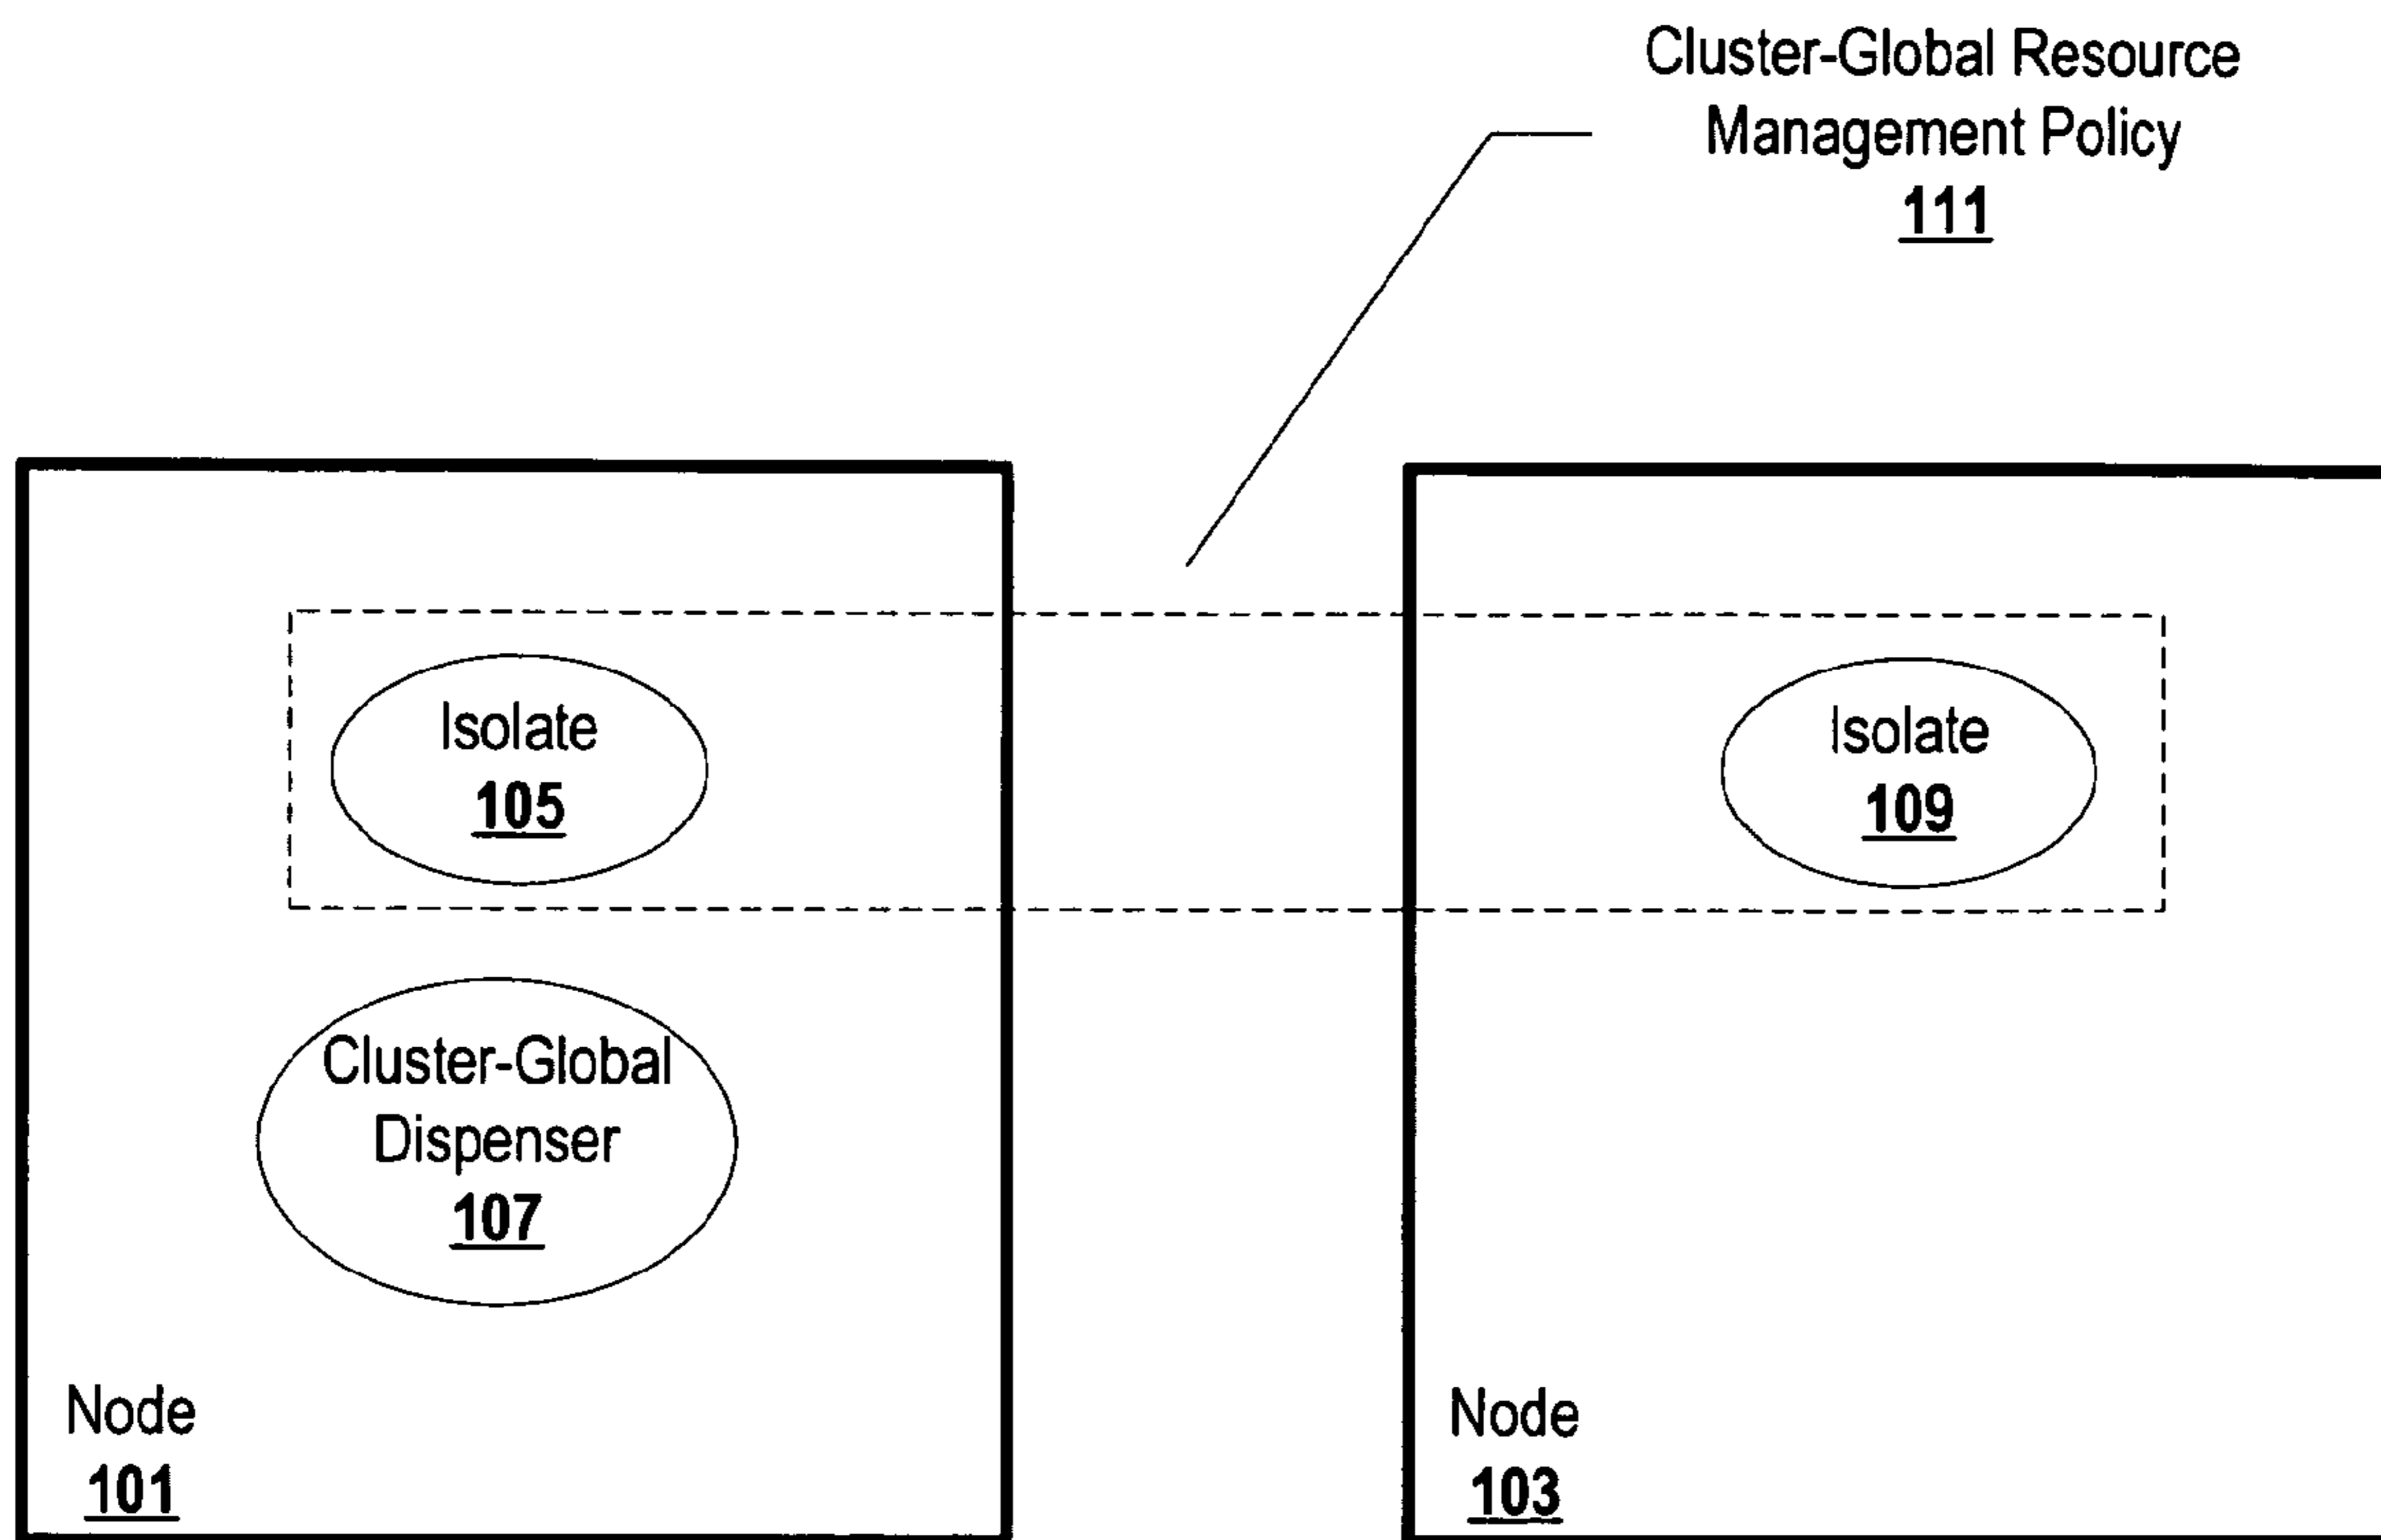 Cluster-Global Resource
Management Policy
111
Isolate
105
Isolate
109
Cluster-Global
Dispenser
107
Node
101
Node
103